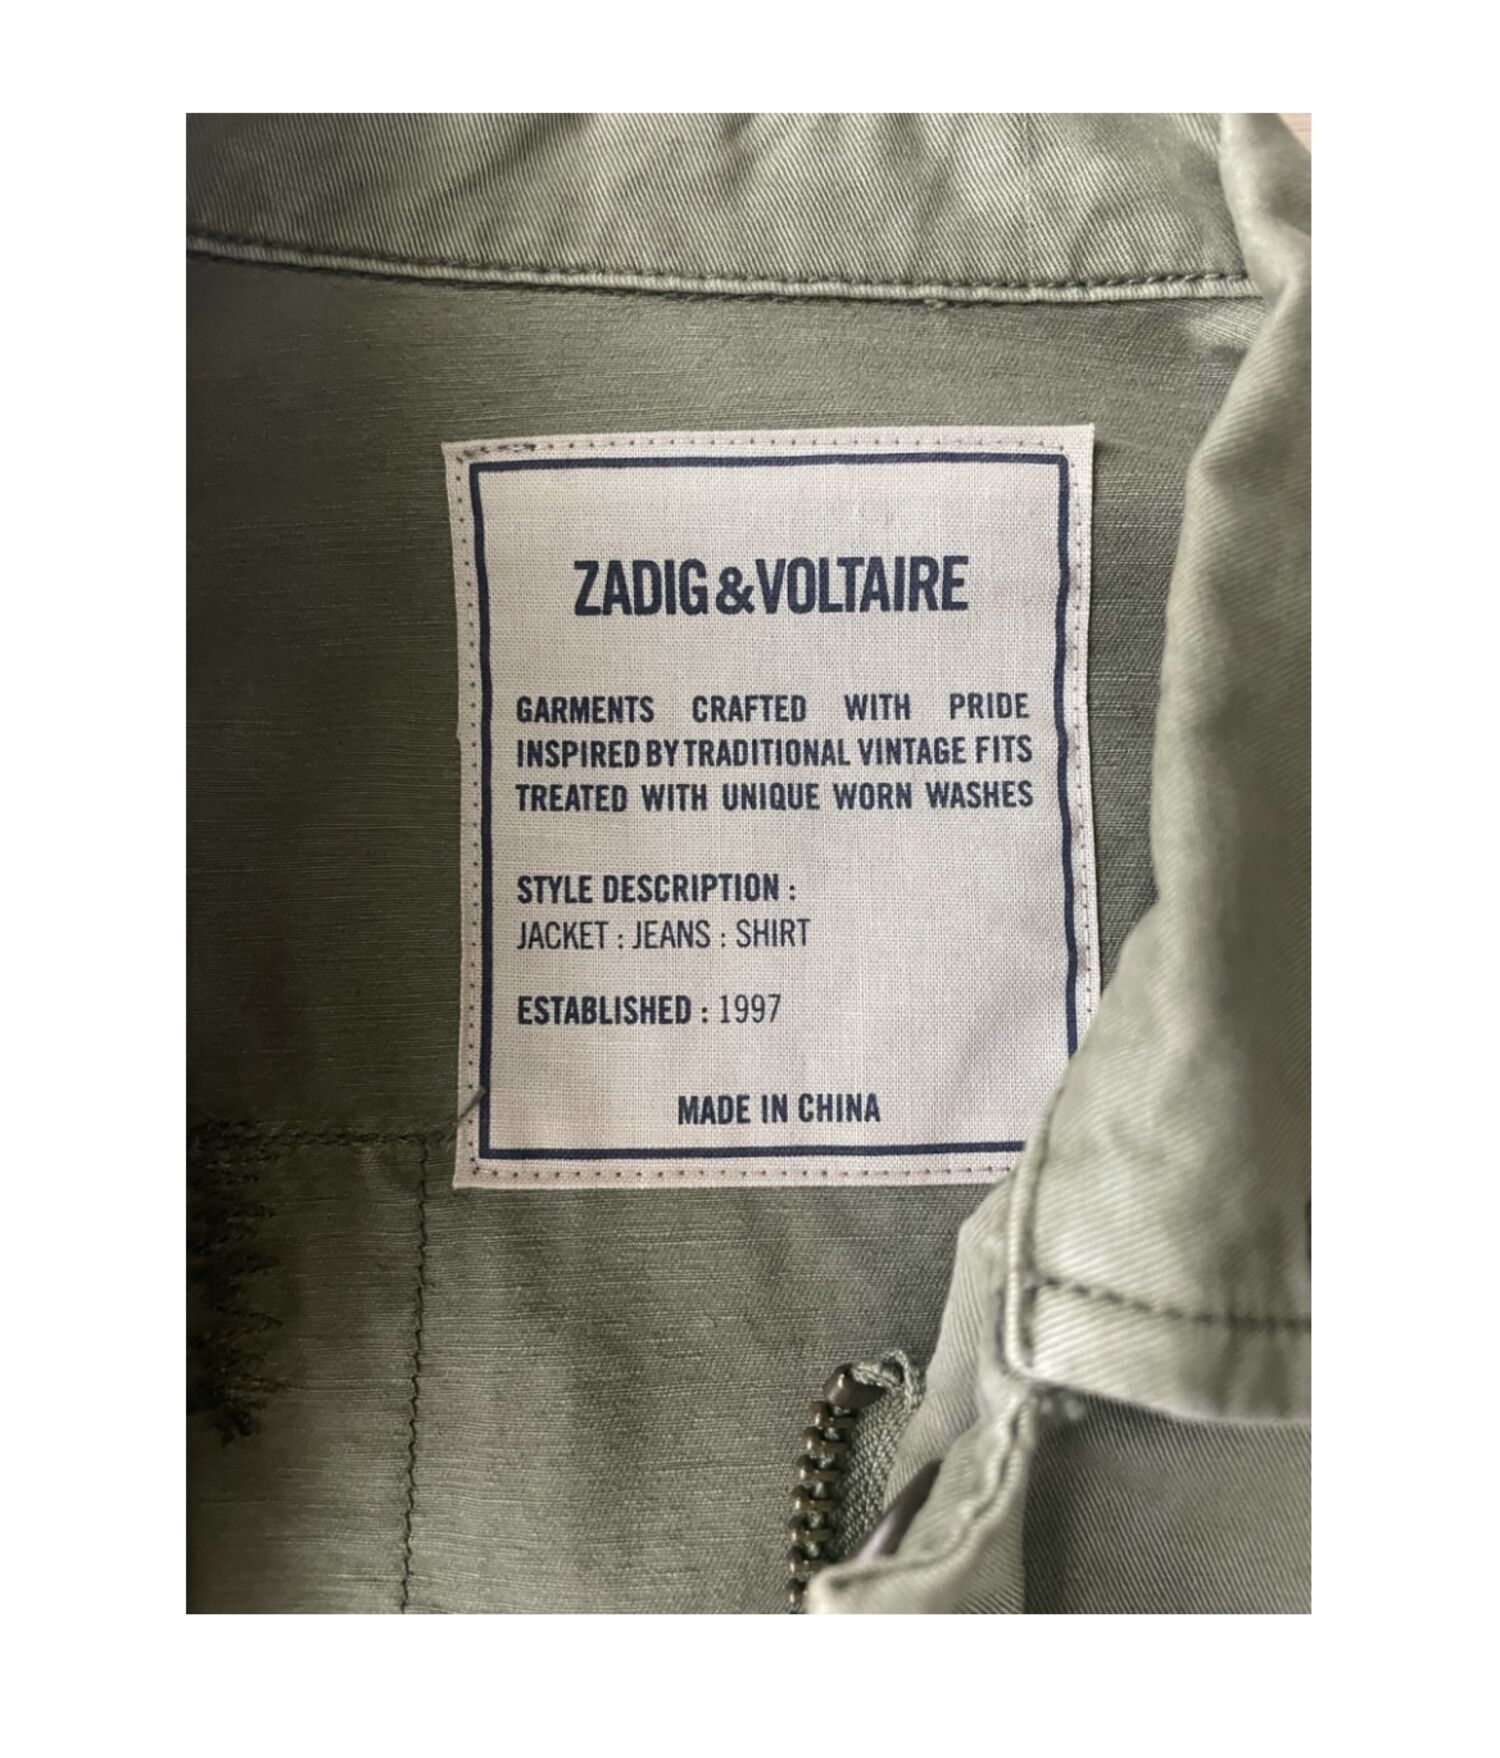 ZADIG&VOLTAIRE
GARMENTS CRAFTED WITH PRIDE
INSPIRED BY TRADITIONAL VINTAGE FITS
TREATED WITH UNIQUE WORN WASHES
STYLE DESCRIPTION :
JACKET : JEANS : SHIRT
ESTABLISHED : 1997
MADE IN CHINA